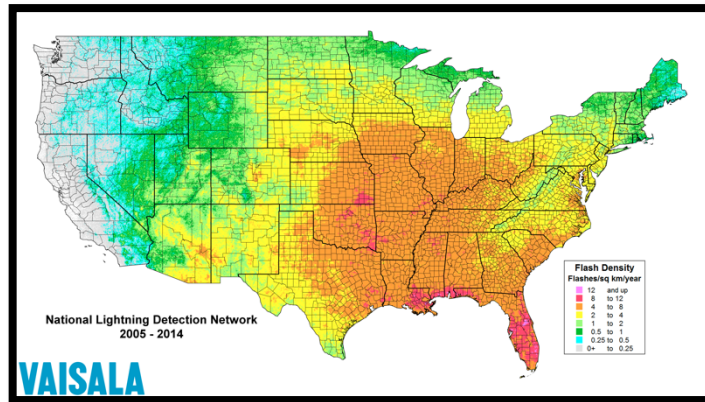 National Lightning Detection Network
2005 - 2014
VAISALA
Flash Density
Flashes/sq km/year
12 and up
8 to 12
4 to 8
2 to 4
1 to 2
0.5 to 1
0.25 to 0.5
0+ to 0.25